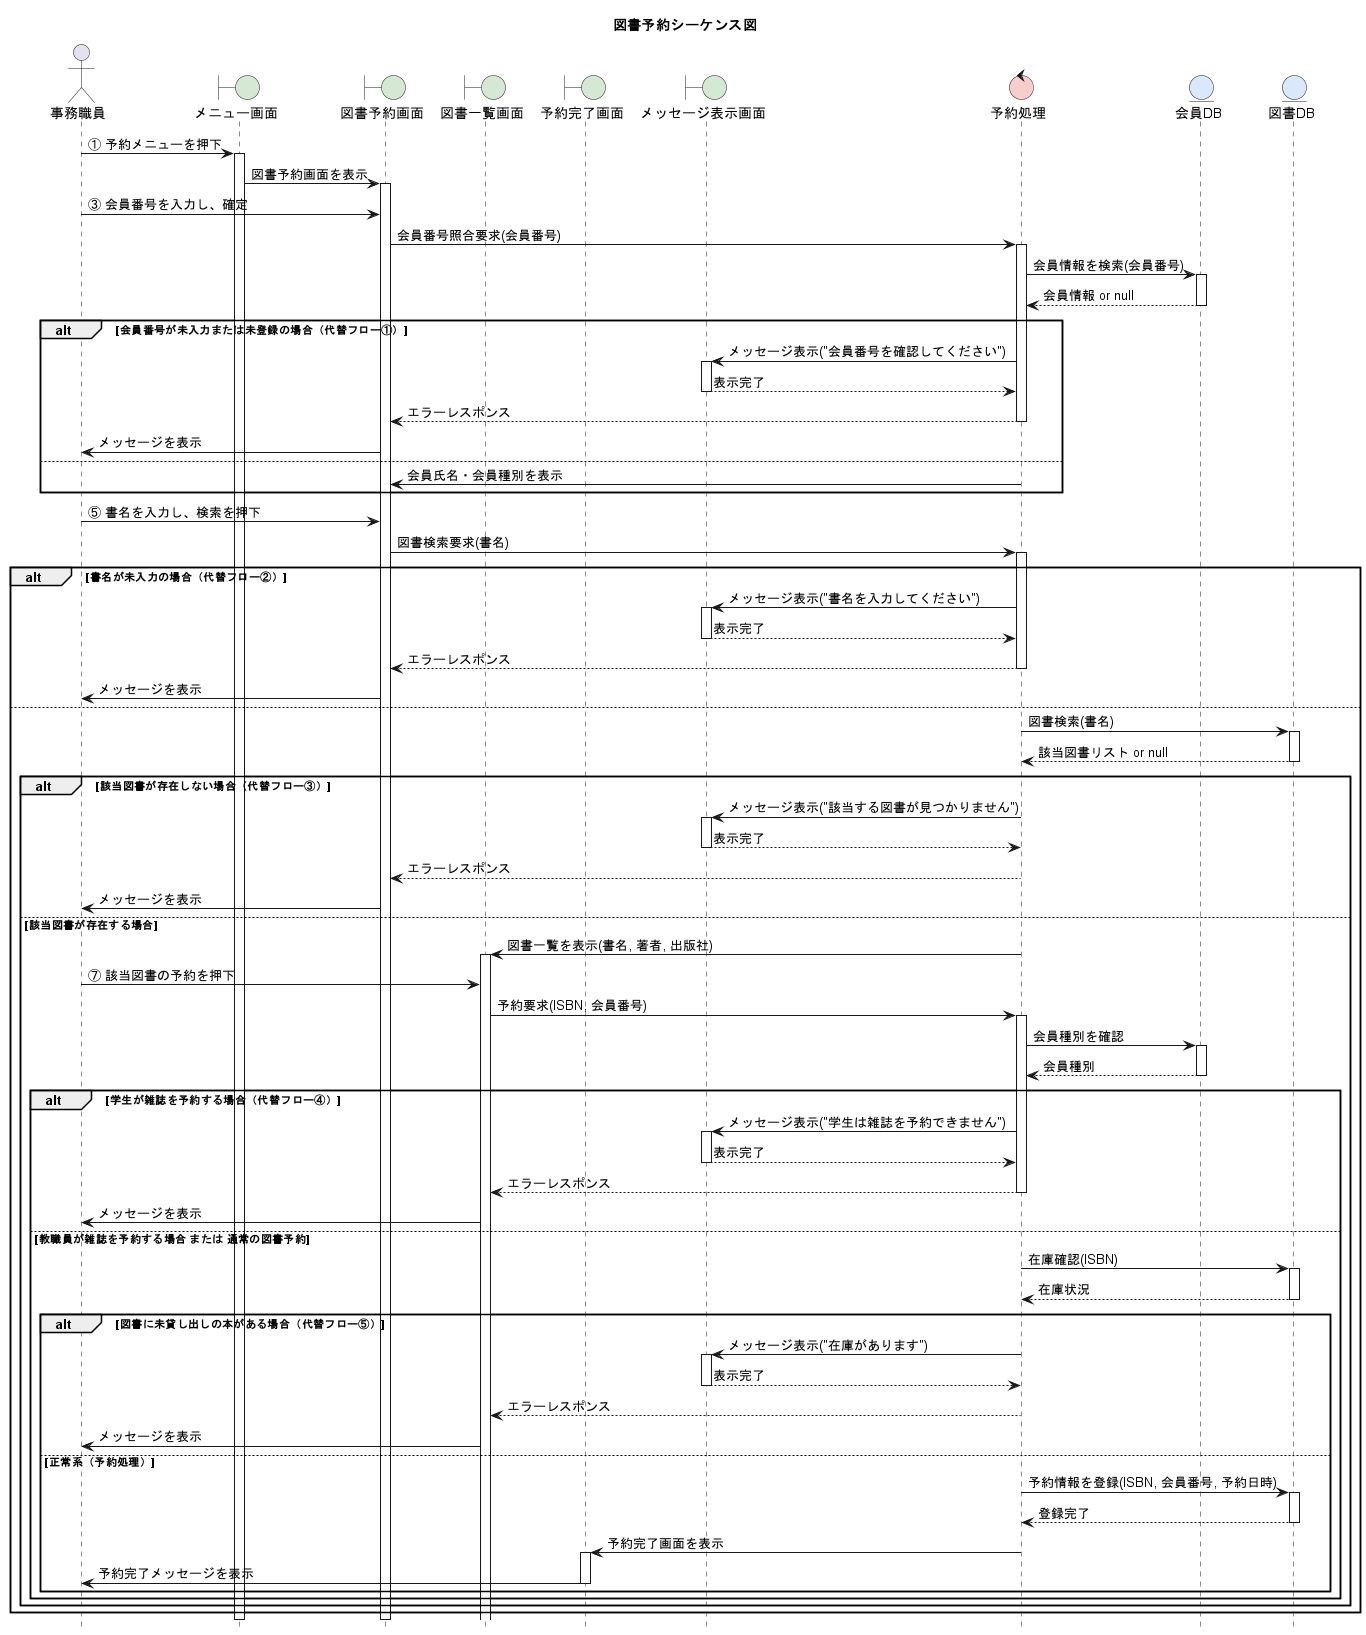 図書予約シーケンス図
事務職員
メニュー画面
図書予約画面
図書一覧画面
予約完了画面
メッセージ表示画面
予約処理
会員DB
図書DB
① 予約メニューを押下
図書予約画面を表示
③ 会員番号を入力し、確定
会員番号照合要求(会員番号)
会員情報を検索(会員番号)
会員情報 or null
alt [会員番号が未入力または未登録の場合（代替フロー①）]
メッセージ表示("会員番号を確認してください")
表示完了
エラーレスポンス
メッセージを表示
会員氏名・会員種別を表示
⑤ 書名を入力し、検索を押下
図書検索要求(書名)
alt [書名が未入力の場合（代替フロー②）]
メッセージ表示("書名を入力してください")
表示完了
エラーレスポンス
メッセージを表示
図書検索(書名)
該当図書リスト or null
alt [該当図書が存在しない場合（代替フロー③）]
メッセージ表示("該当する図書が見つかりません")
表示完了
エラーレスポンス
メッセージを表示
[該当図書が存在する場合]
図書一覧を表示(書名, 著者, 出版社)
⑦ 該当図書の予約を押下
予約要求(ISBN, 会員番号)
会員種別を確認
会員種別
alt [学生が雑誌を予約する場合（代替フロー④）]
メッセージ表示("学生は雑誌を予約できません")
表示完了
エラーレスポンス
メッセージを表示
[教職員が雑誌を予約する場合 または 通常の図書予約]
在庫確認(ISBN)
在庫状況
alt [図書に未貸し出しの本がある場合（代替フロー⑤）]
メッセージ表示("在庫があります")
表示完了
エラーレスポンス
メッセージを表示
[正常系（予約処理）]
予約情報を登録(ISBN, 会員番号, 予約日時)
登録完了
予約完了画面を表示
予約完了メッセージを表示